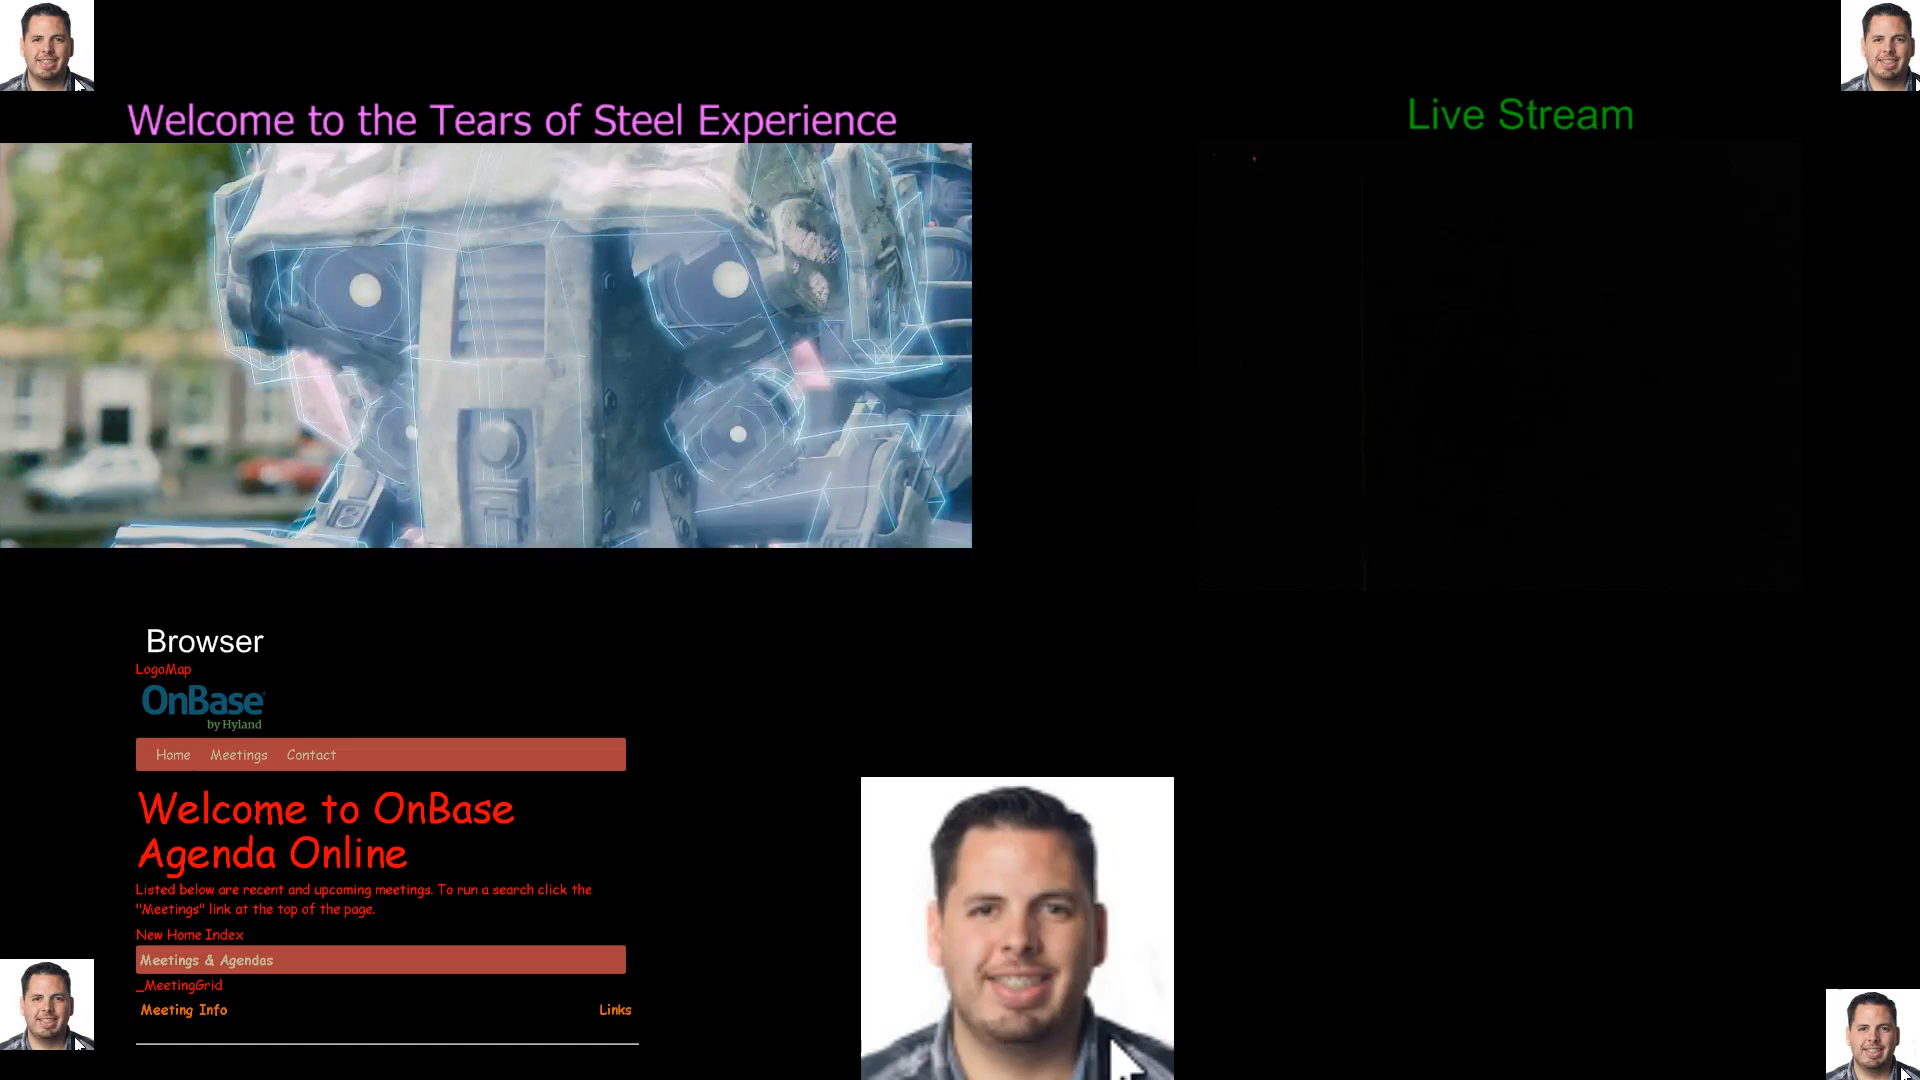 Welcome to the Tears of Steel Experience
Live Stream
Browser
LogoMap
OnBase
by Hyland
Home Meetings Contact
Welcome to OnBase
Agenda Online
Listed below are recent and upcoming meetings. To run a search click the
"Meetings" link at the top of the page.
New Home Index
Meetings & Agendas
_MeetingGrid
Meeting Info Links